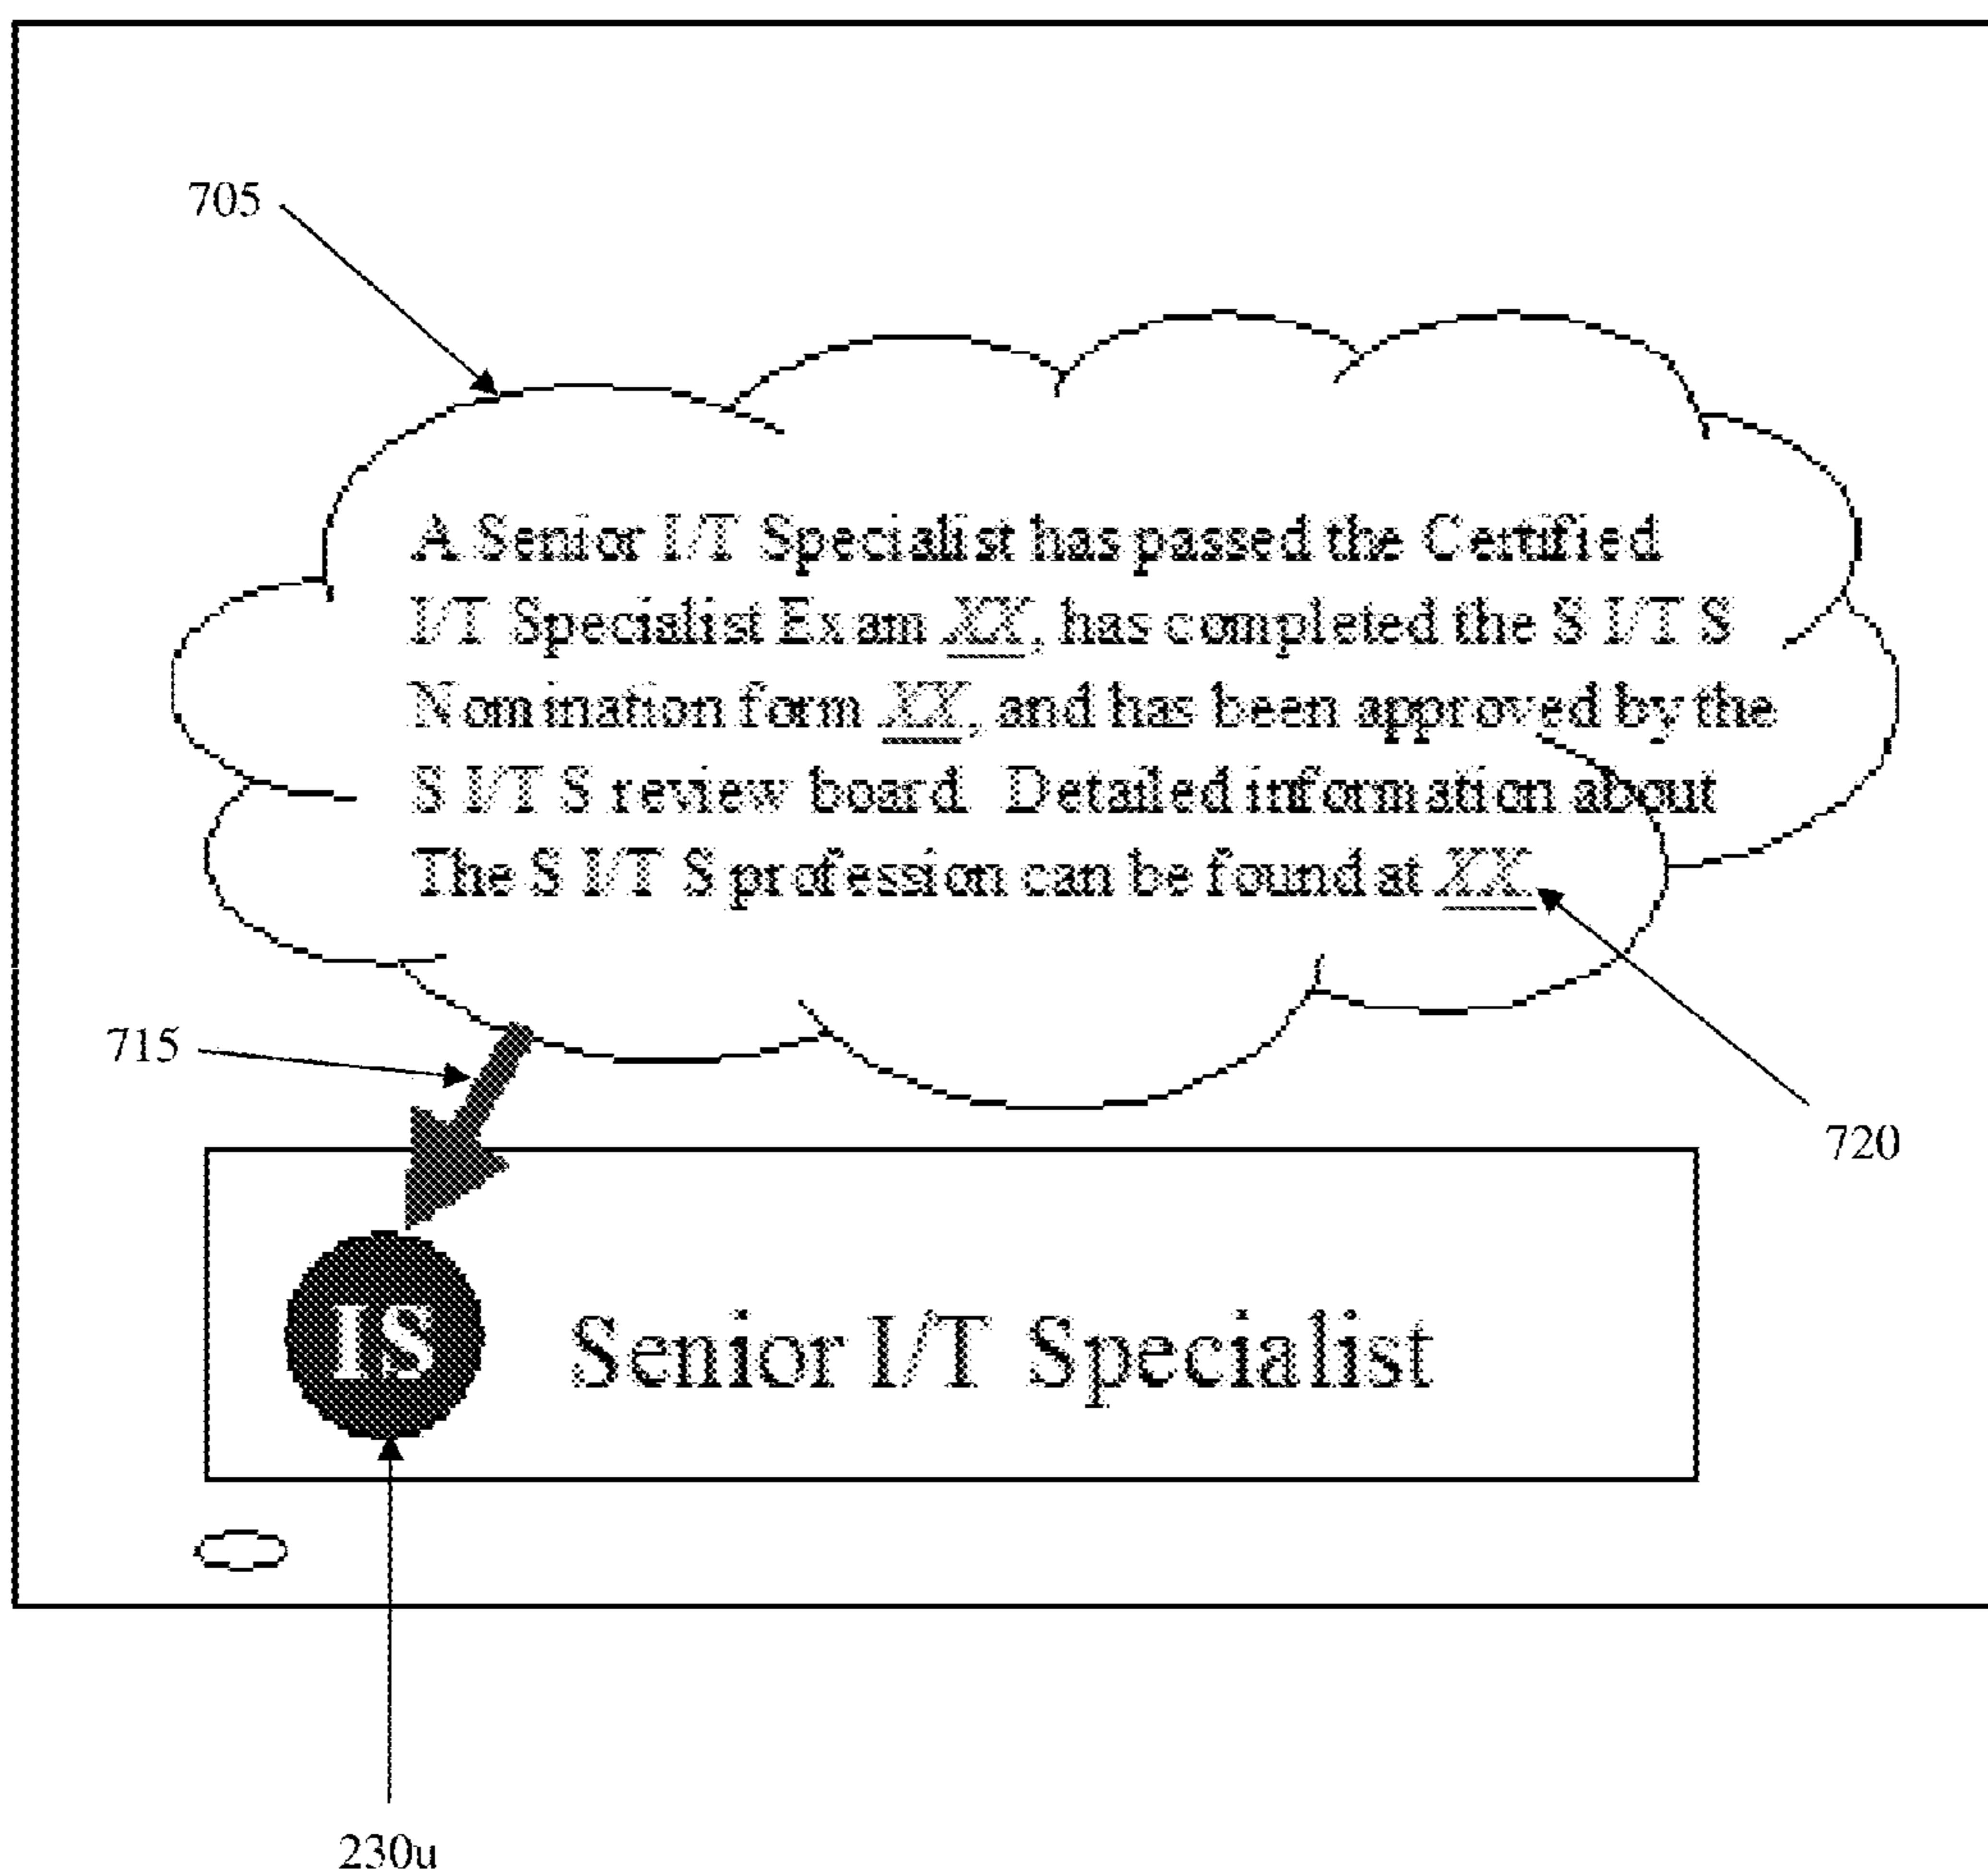 705
A Senior I/T Specialist has passed the Certified
I/T Specialist Exam XX, has completed the S I/T S
Nomination form XX, and has been approved by the
S I/T S review board. Detailed information about
The S I/T S profession can be found at XX.
715
720
IS Senior I/T Specialist
230u